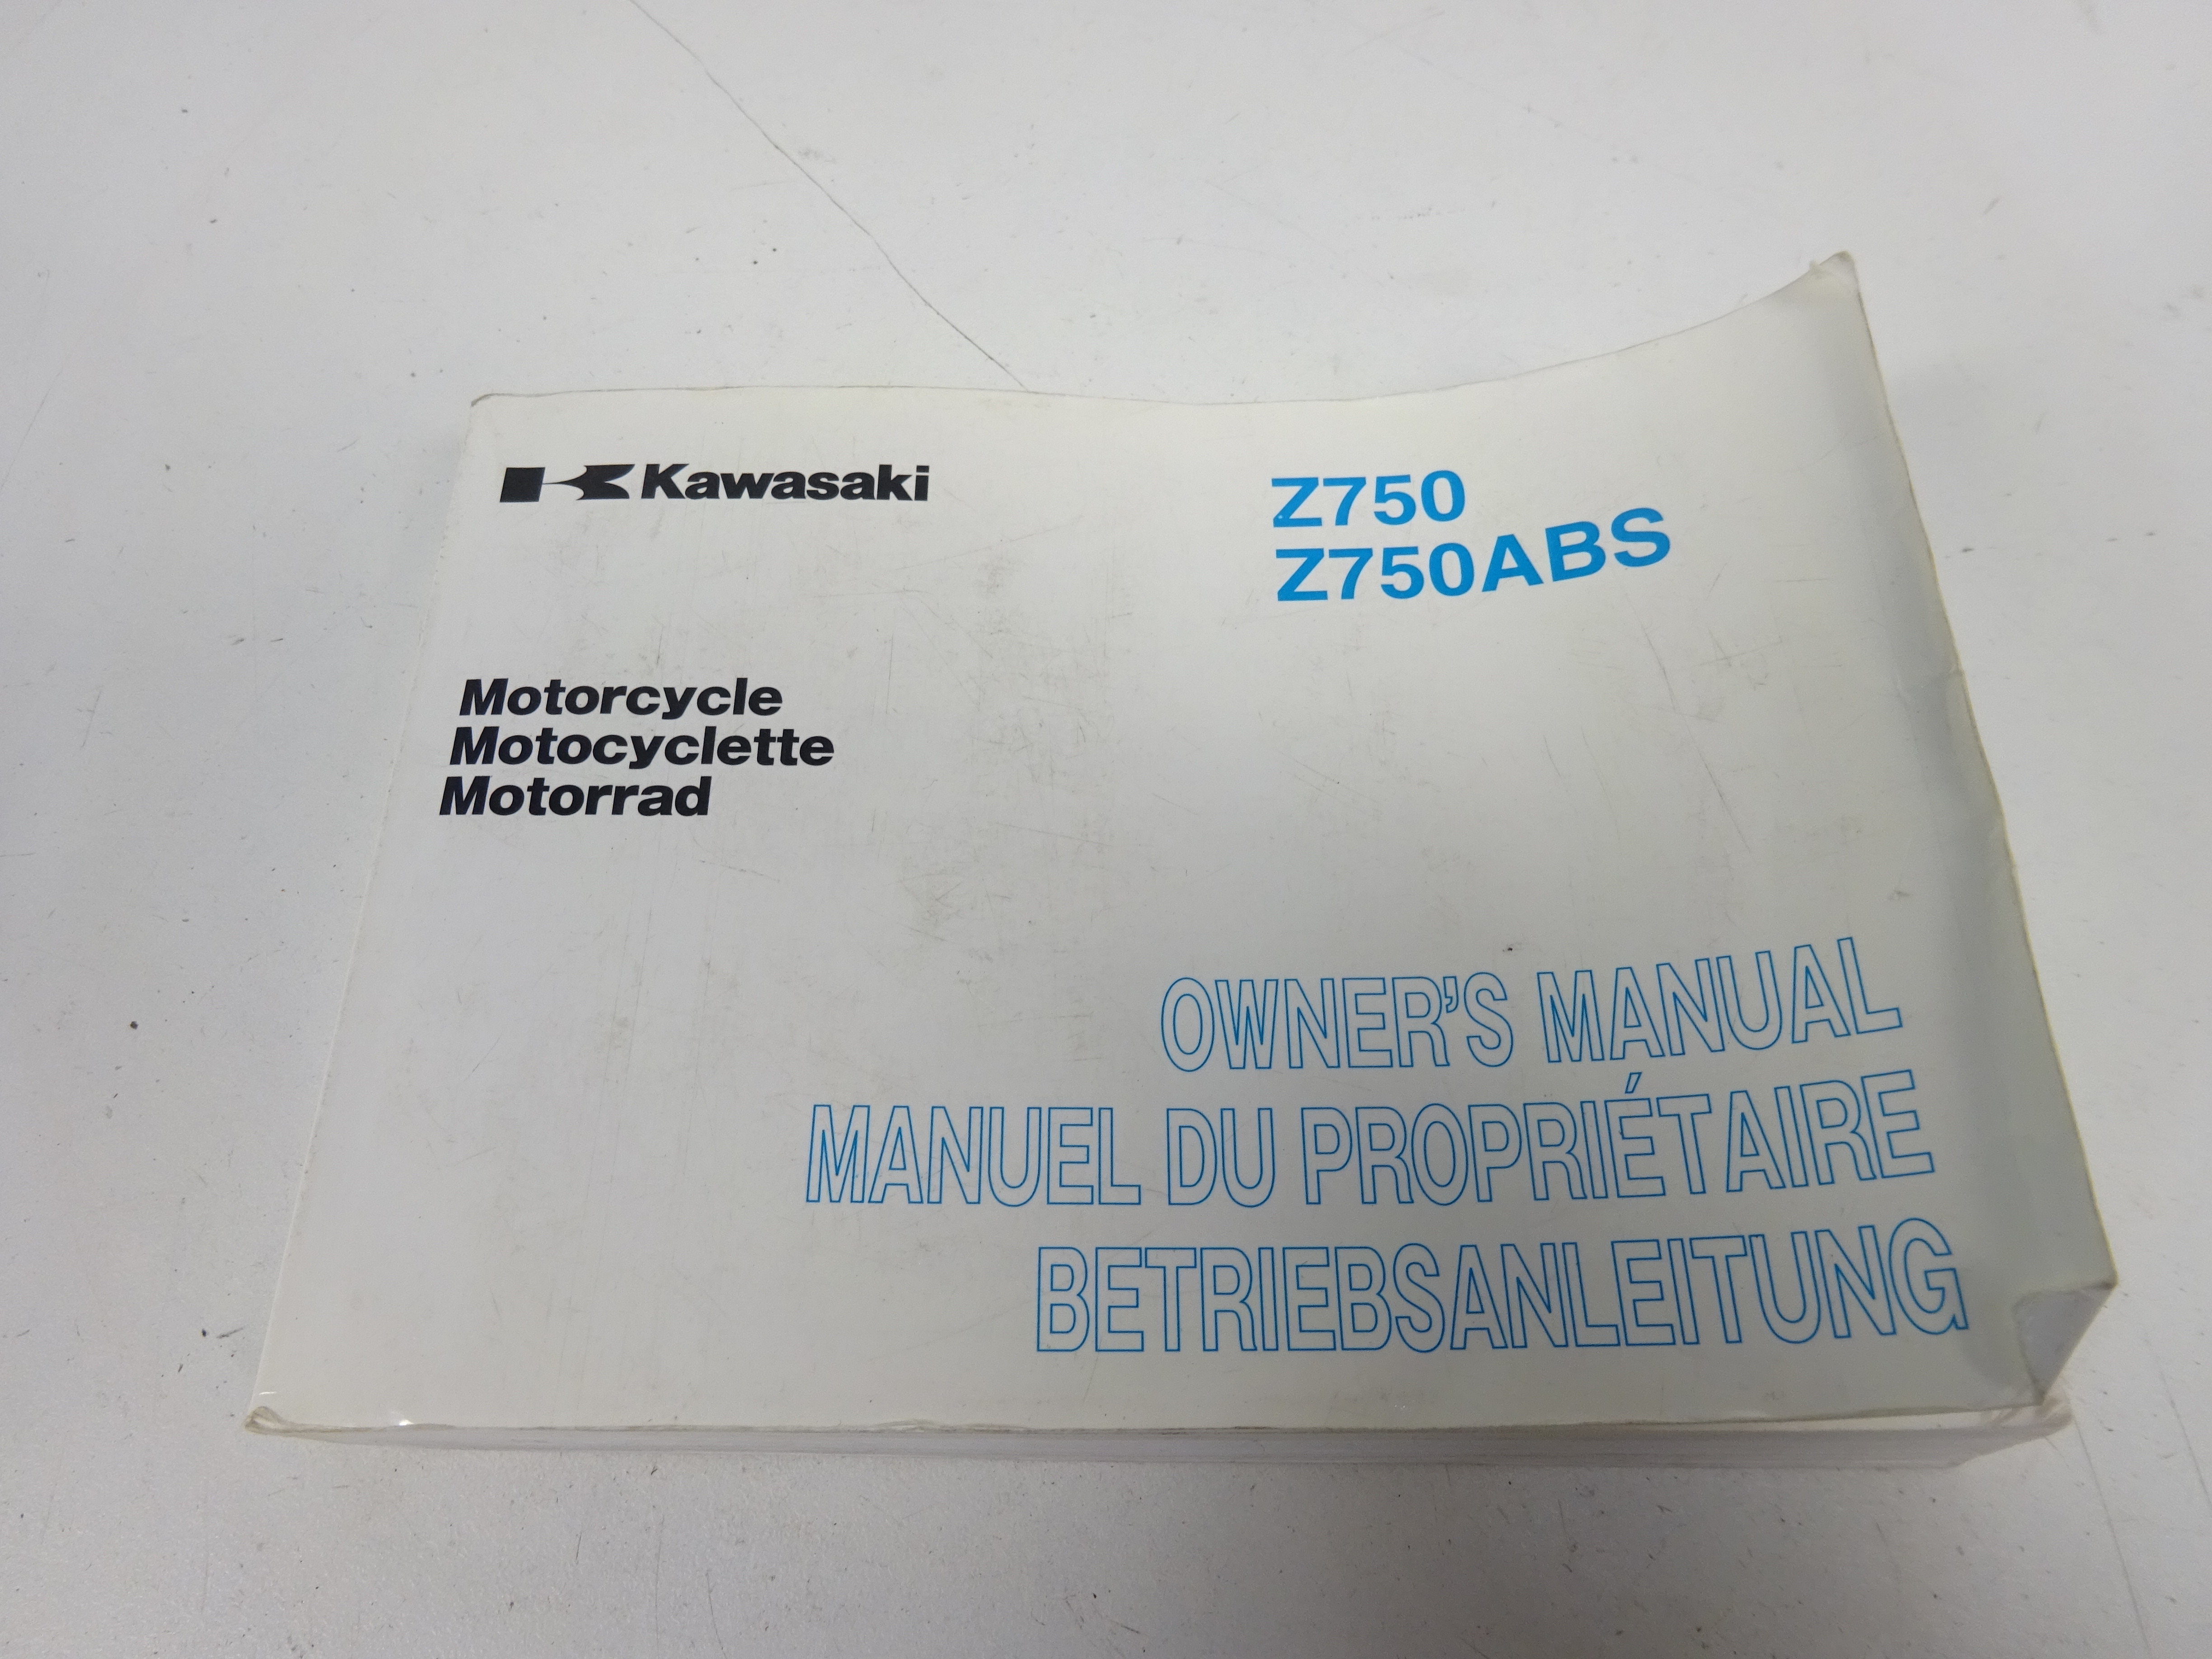 Kawasaki
Z750
Z750ABS
Motorcycle
Motocyclette
Motorrad
OWNER'S MANUAL
MANUEL DU PROPRIÉTAIRE
BETRIEBSANLEITUNG